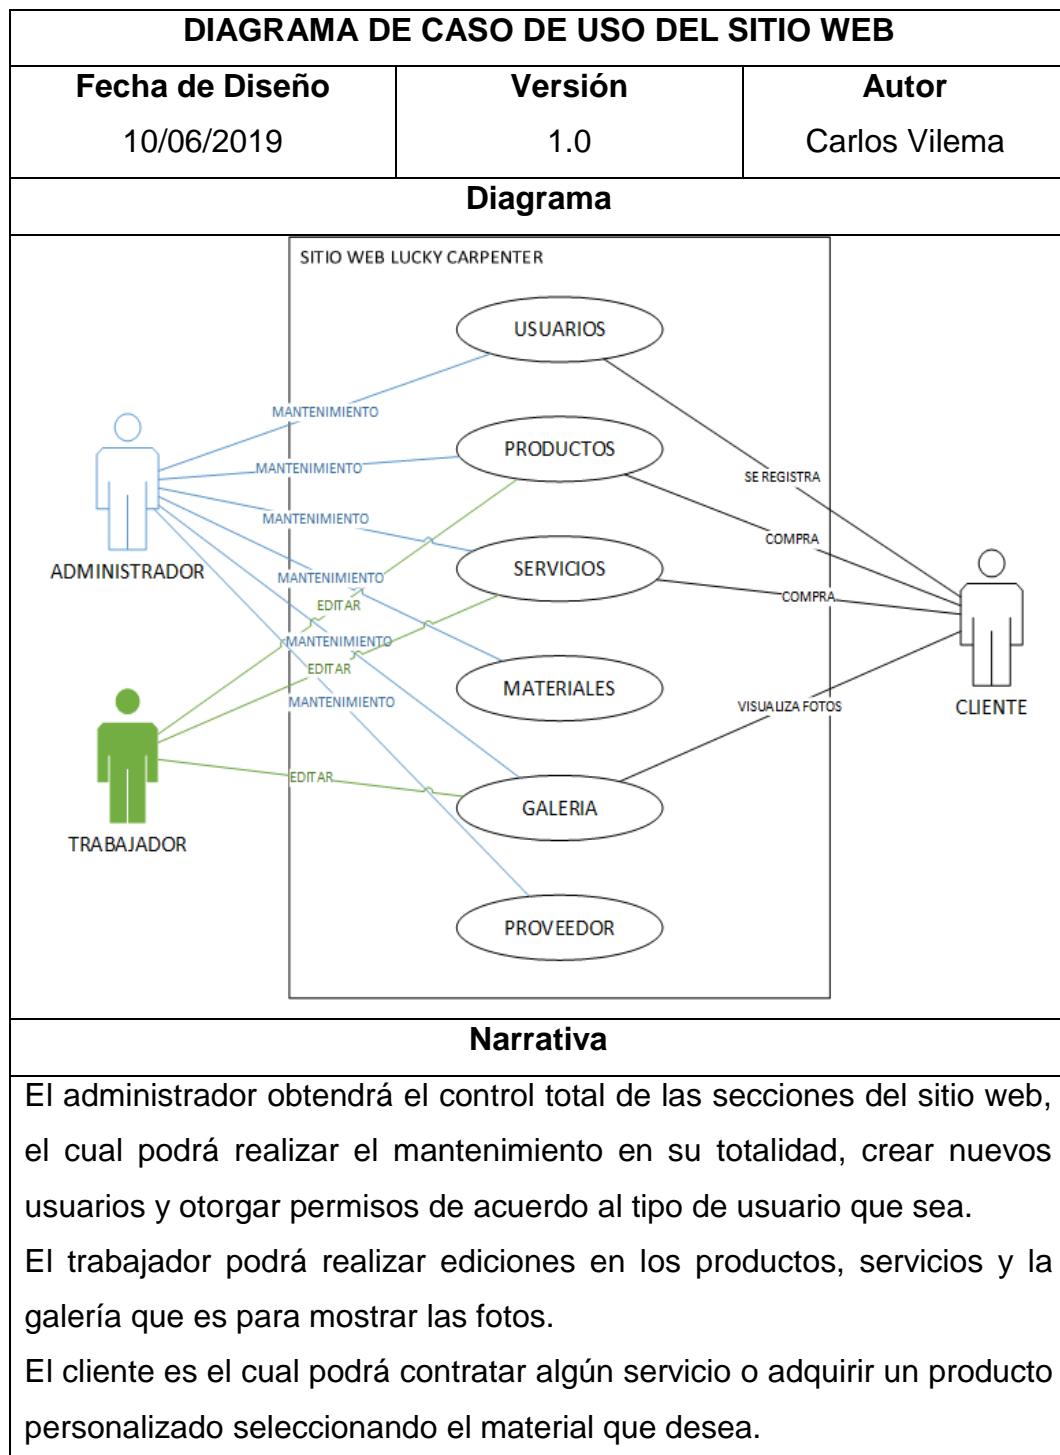 DIAGRAMA DE CASO DE USO DEL SITIO WEB
Fecha de Diseño
10/06/2019
Versión
1.0
Autor
Carlos Vilema
Diagrama
SITIO WEB LUCKY CARPENTER
USUARIOS
MANTENIMIENTO
PRODUCTOS
MANTENIMIENTO
SE REGISTRA
MANTENIMIENTO
COMPRA
SERVICIOS
ADMINISTRADOR
MANTENIMIENTO
COMPRA
EDITAR
MANTENIMIENTO
EDITAR
MATERIALES
MANTENIMIENTO
VISUALIZA FOTOS
CLIENTE
EDITAR
GALERIA
TRABAJADOR
PROVEEDOR
Narrativa
El administrador obtendrá el control total de las secciones del sitio web,
el cual podrá realizar el mantenimiento en su totalidad, crear nuevos
usuarios y otorgar permisos de acuerdo al tipo de usuario que sea.
El trabajador podrá realizar ediciones en los productos, servicios y la
galería que es para mostrar las fotos.
El cliente es el cual podrá contratar algún servicio o adquirir un producto
personalizado seleccionando el material que desea.